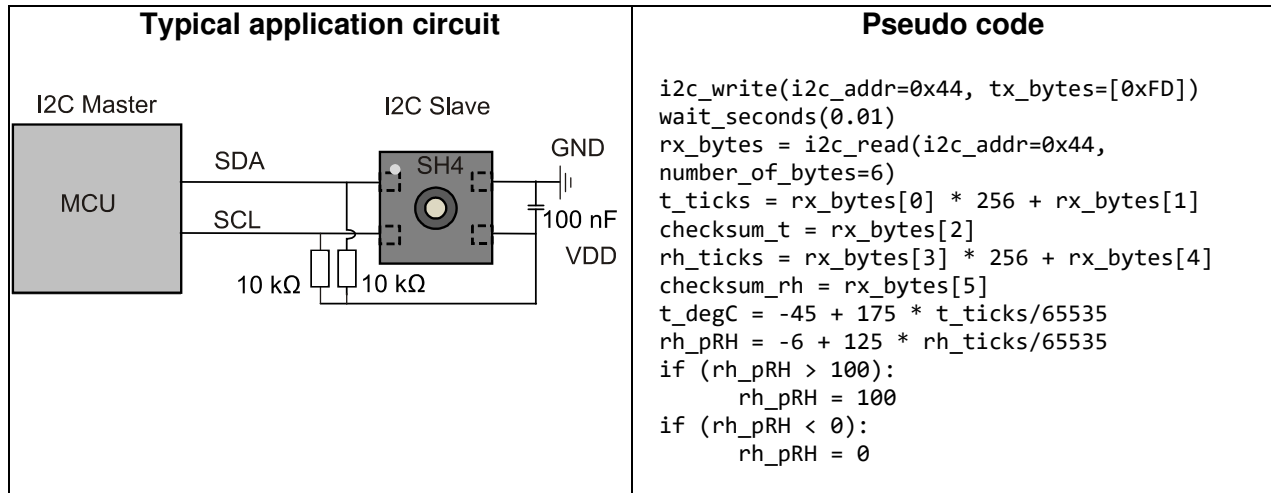 Typical application circuit
I2C Master
I2C Slave
MCU
SDA
SCL
SH4
GND
100 nF
VDD
10 kΩ
10 kΩ
Pseudo code
i2c_write(i2c_addr=0x44, tx_bytes=[0xFD])
wait_seconds(0.01)
rx_bytes = i2c_read(i2c_addr=0x44,
number_of_bytes=6)
t_ticks = rx_bytes[0] * 256 + rx_bytes[1]
checksum_t = rx_bytes[2]
rh_ticks = rx_bytes[3] * 256 + rx_bytes[4]
checksum_rh = rx_bytes[5]
t_degC = -45 + 175 * t_ticks/65535
rh_pRH = -6 + 125 * rh_ticks/65535
if (rh_pRH > 100):
rh_pRH = 100
if (rh_pRH < 0):
rh_pRH = 0